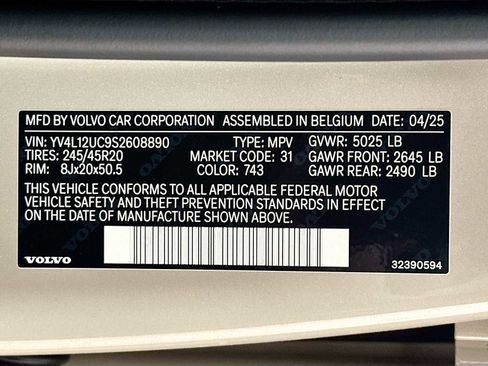 MFD BY VOLVO CAR CORPORATION ASSEMBLED IN BELGIUM DATE: 04/25
VIN: YV4L12UC9S2608890 TYPE: MPV GVWR: 5025 LB
TIRES: 245/45R20 MARKET CODE: 31 GAWR FRONT: 2645 LB
RIM: 8Jx20x50.5 COLOR: 743 GAWR REAR: 2490 LB
THIS VEHICLE CONFORMS TO ALL APPLICABLE FEDERAL MOTOR
VEHICLE SAFETY AND THEFT PREVENTION STANDARDS IN EFFECT
ON THE DATE OF MANUFACTURE SHOWN ABOVE.
VOLVO 32390594